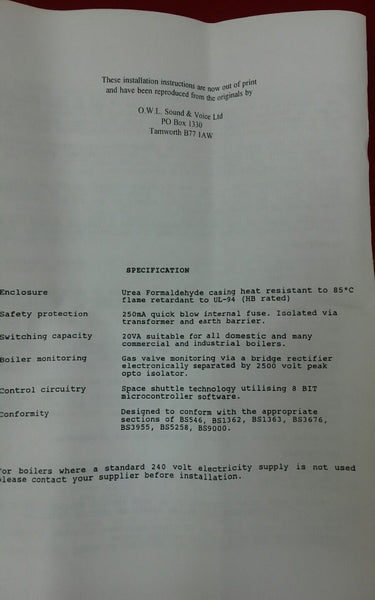 These installation instructions are now out of print
and have been reproduced from the originals by
O.W.L. Sound & Voice Ltd
PO Box 1330
Tamworth B77 1AW
SPECIFICATION
Enclosure Urea Formaldehyde casing heat resistant to 85°C
flame retardant to UL-94 (HB rated)
Safety protection 250mA quick blow internal fuse. Isolated via
transformer and earth barrier.
Switching capacity 20VA suitable for all domestic and many
commercial and industrial boilers.
Boiler monitoring Gas valve monitoring via a bridge rectifier
electronically separated by 2500 volt peak
opto isolator.
Control circuitry Space shuttle technology utilising 8 BIT
microcontroller software.
Conformity Designed to conform with the appropriate
sections of BS546, BS1362, BS1363, BS3676,
BS3955, BS5258, BS9000.
For boilers where a standard 240 volt electricity supply is not used
please contact your supplier before installation.